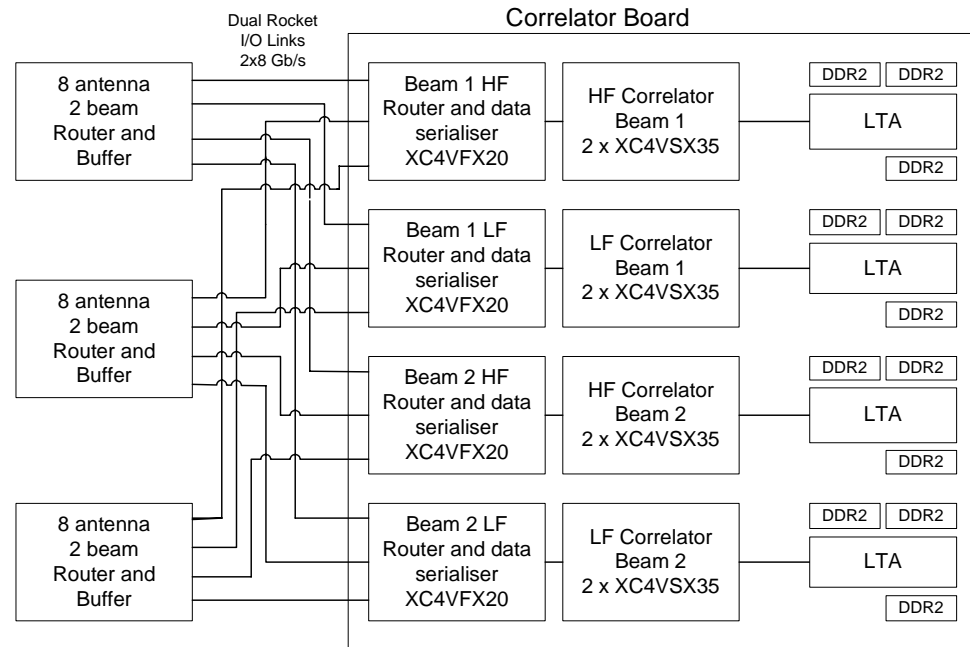 Correlator Board
Dual Rocket
I/O Links
2x8 Gb/s
8 antenna
2 beam
Router and
Buffer
Beam 1 HF
Router and data
serialiser
XC4VFX20
HF Correlator
Beam 1
2 x XC4VSX35
DDR2
DDR2
LTA
DDR2
Beam 1 LF
Router and data
serialiser
XC4VFX20
LF Correlator
Beam 1
2 x XC4VSX35
DDR2
DDR2
LTA
DDR2
8 antenna
2 beam
Router and
Buffer
Beam 2 HF
Router and data
serialiser
XC4VFX20
HF Correlator
Beam 2
2 x XC4VSX35
DDR2
DDR2
LTA
DDR2
8 antenna
2 beam
Router and
Buffer
Beam 2 LF
Router and data
serialiser
XC4VFX20
LF Correlator
Beam 2
2 x XC4VSX35
DDR2
DDR2
LTA
DDR2